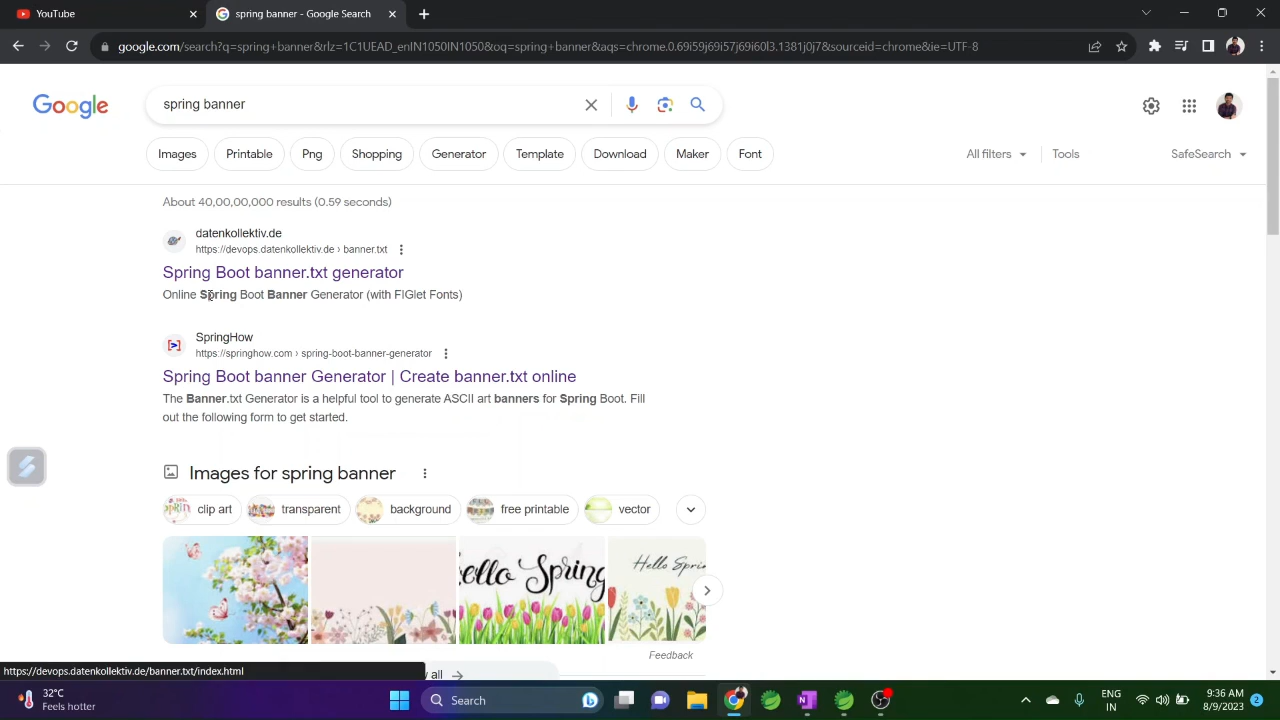 YouTube
spring banner - Google Search
google.com/search?q=spring+banner&rlz=1C1UEAD_enIN1050IN1050&oq=spring+banner&aqs=chrome.0.69i59j69i57j69i60l3.1381j0j7&sourceid=chrome&ie=UTF-8
Google
spring banner
Images
Printable
Png
Shopping
Generator
Template
Download
Maker
Font
All filters
Tools
SafeSearch
About 40,00,00,000 results (0.59 seconds)
datenkollektiv.de
https://devops.datenkollektiv.de › banner.txt
Spring Boot banner.txt generator
Online Spring Boot Banner Generator (with FIGlet Fonts)
SpringHow
https://springhow.com › spring-boot-banner-generator
Spring Boot banner Generator | Create banner.txt online
The Banner.txt Generator is a helpful tool to generate ASCII art banners for Spring Boot. Fill
out the following form to get started.
Images for spring banner
clip art
transparent
background
free printable
vector
Hello Spring
Feedback
https://devops.datenkollektiv.de/banner.txt/index.html
all
32°C
Feels hotter
Search
ENG
IN
9:36 AM
8/9/2023
2